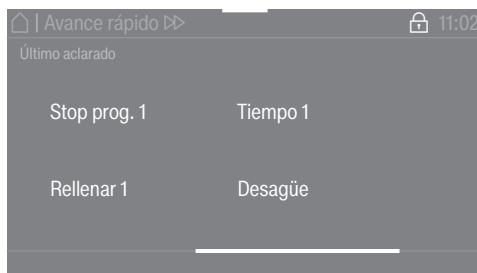 | Avance rápido 11:02
Último aclarado
Stop prog. 1 Tiempo 1
Rellenar 1 Desagüe